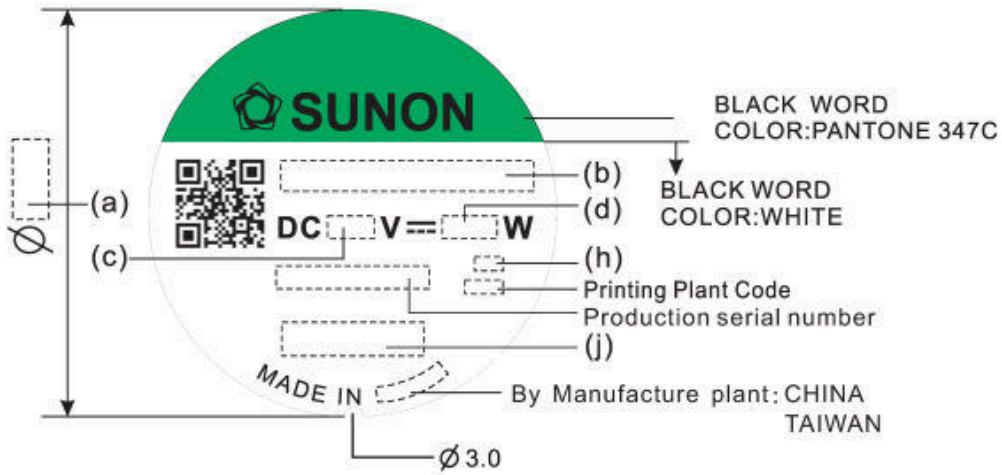 SUNON
BLACK WORD
COLOR:PANTONE 347C
(b)
BLACK WORD
COLOR:WHITE
(a)
(d)
DC V W
(c)
(h)
Printing Plant Code
Production serial number
(j)
MADE IN
By Manufacture plant: CHINA
TAIWAN
Ø
Ø 3.0